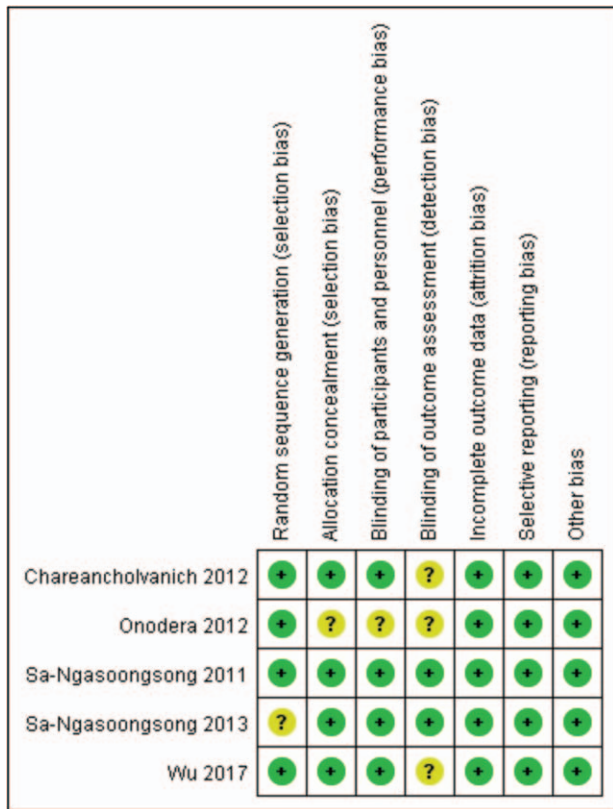 Random sequence generation (selection bias)
Allocation concealment (selection bias)
Blinding of participants and personnel (performance bias)
Blinding of outcome assessment (detection bias)
Incomplete outcome data (attrition bias)
Selective reporting (reporting bias)
Other bias
Chareancholvanich 2012 + + + ? + + +
Onodera 2012 + ? ? ? + + +
Sa-Ngasoongsong 2011 + + + + + + +
Sa-Ngasoongsong 2013 ? + + + + + +
Wu 2017 + + + ? + + +